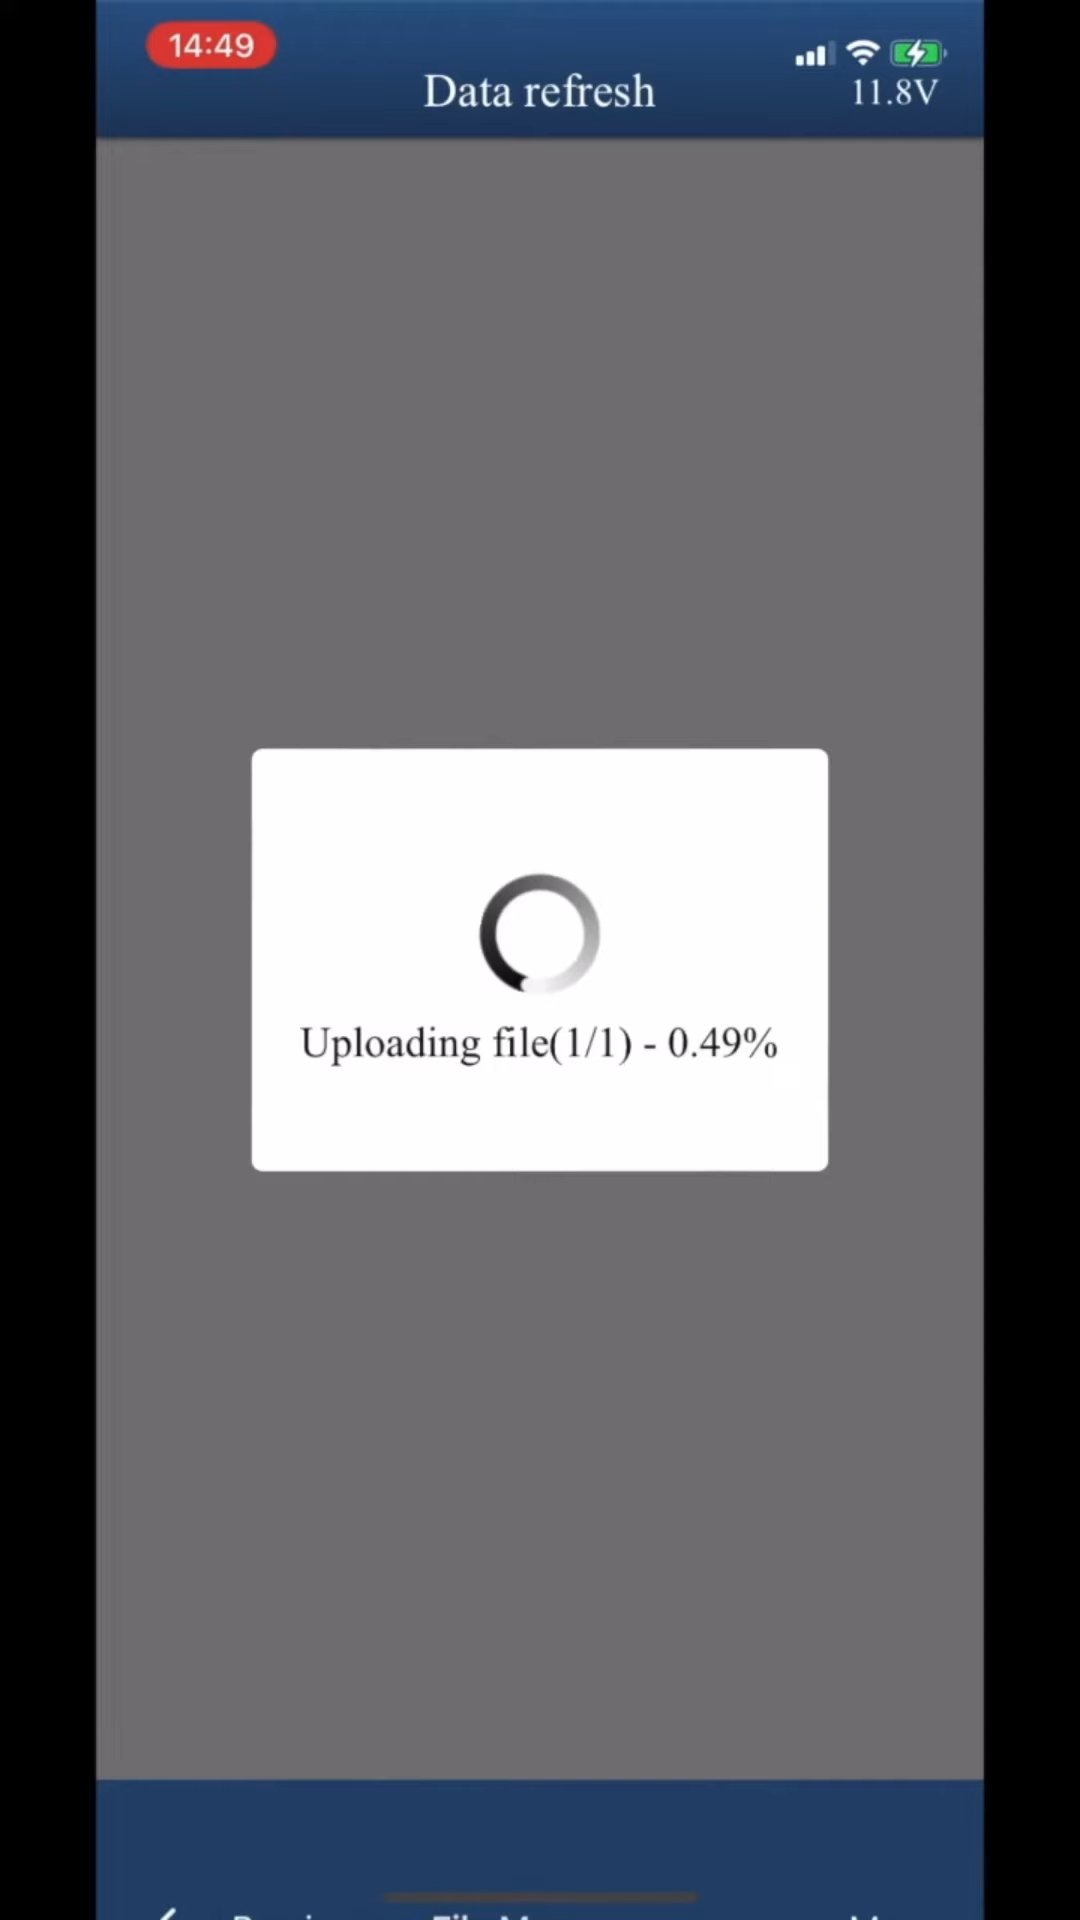 14:49
Data refresh
11.8V
Uploading file(1/1) - 0.49%